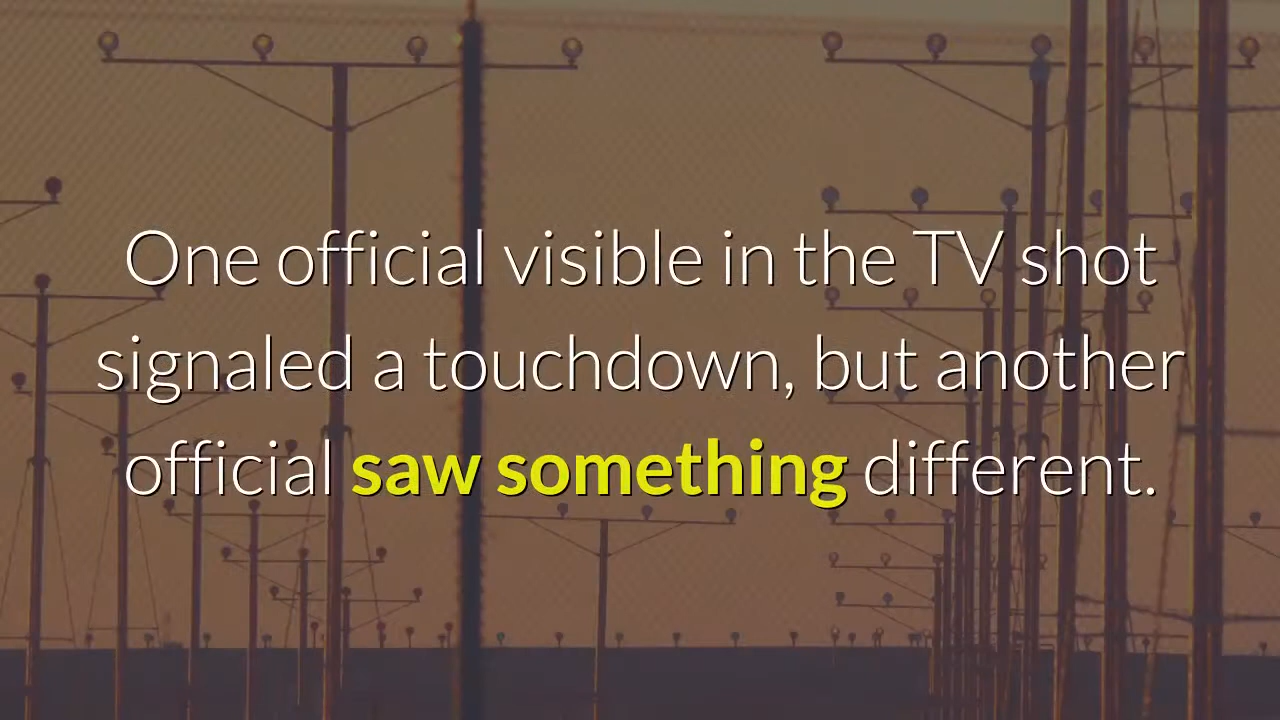 One official visible in the TV shot
signaled a touchdown, but another
official saw something different.